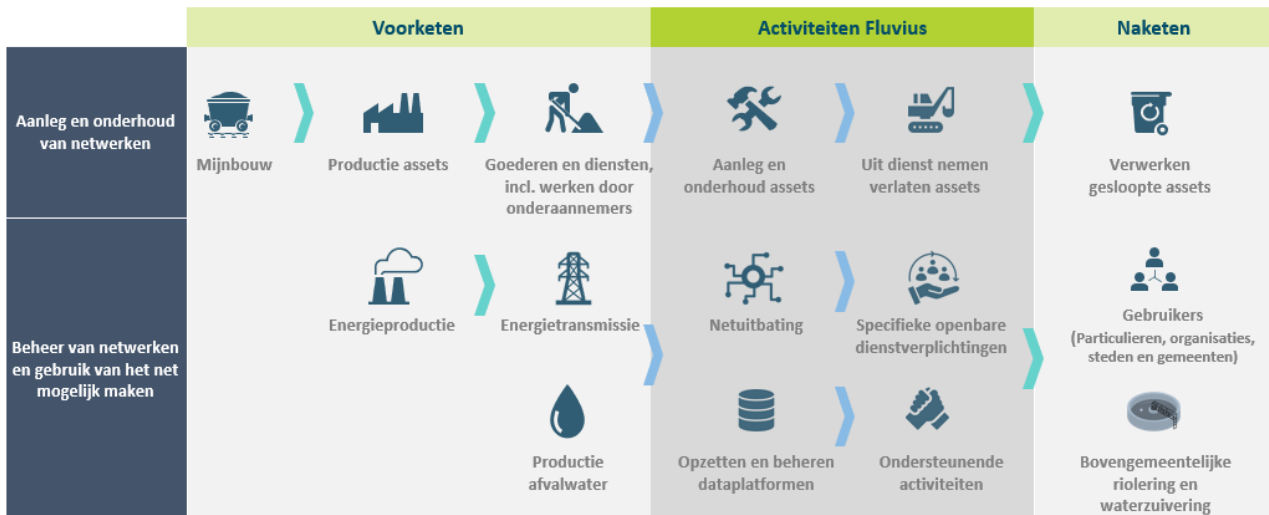 Voorketen
Activiteiten Fluvius
Naketen
Aanleg en onderhoud
van netwerken
Mijnbouw
Productie assets
Goederen en diensten,
incl. werken door
onderaannemers
Aanleg en
onderhoud assets
Uit dienst nemen
verlaten assets
Verwerken
gesloopte assets
Beheer van netwerken
en gebruik van het net
mogelijk maken
Energieproductie
Energietransmissie
Netuitbating
Specifieke openbare
dienstverplichtingen
Gebruikers
(Particulieren, organisaties,
steden en gemeenten)
Productie
afvalwater
Opzetten en beheren
dataplatformen
Ondersteunende
activiteiten
Bovengemeentelijke
riolering en
waterzuivering